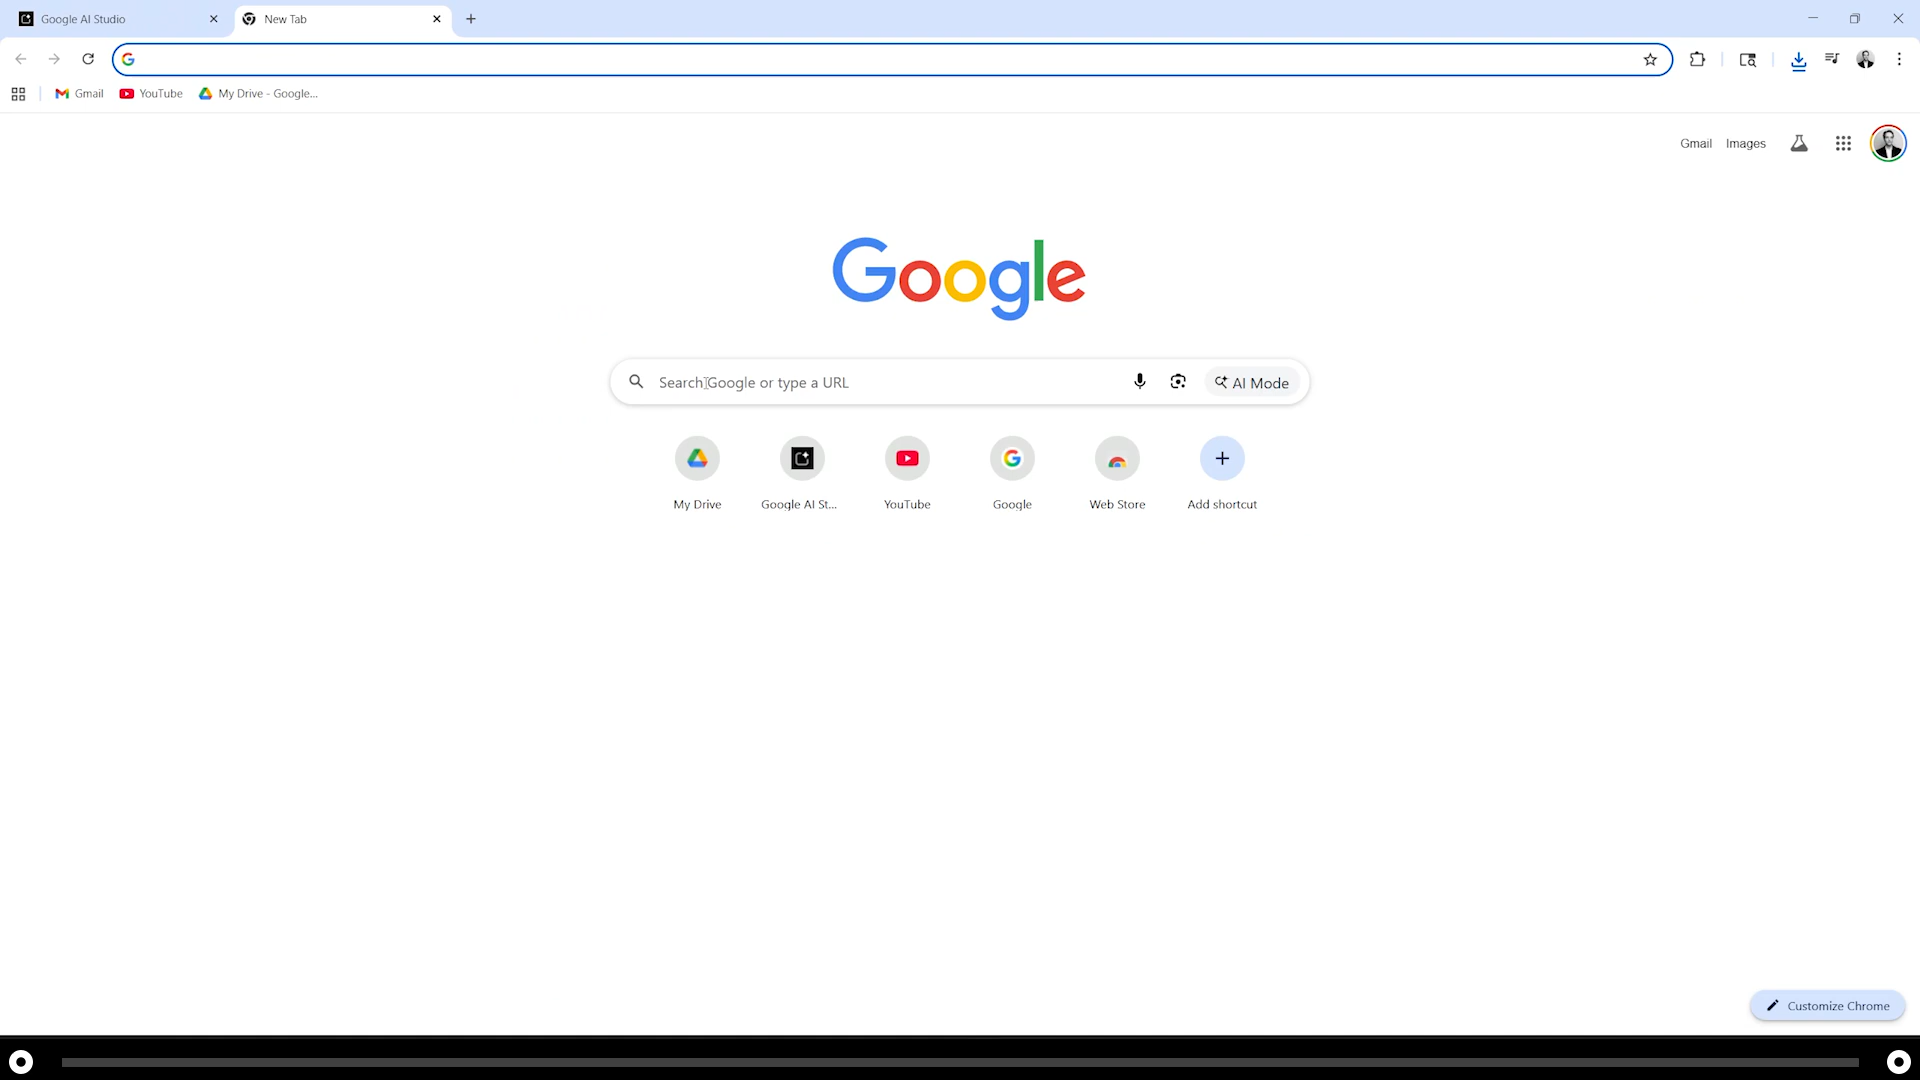 Google AI Studio
New Tab
Gmail
YouTube
My Drive - Google...
Gmail
Images
Google
Search Google or type a URL
AI Mode
My Drive
Google AI St...
YouTube
Google
Web Store
Add shortcut
Customize Chrome